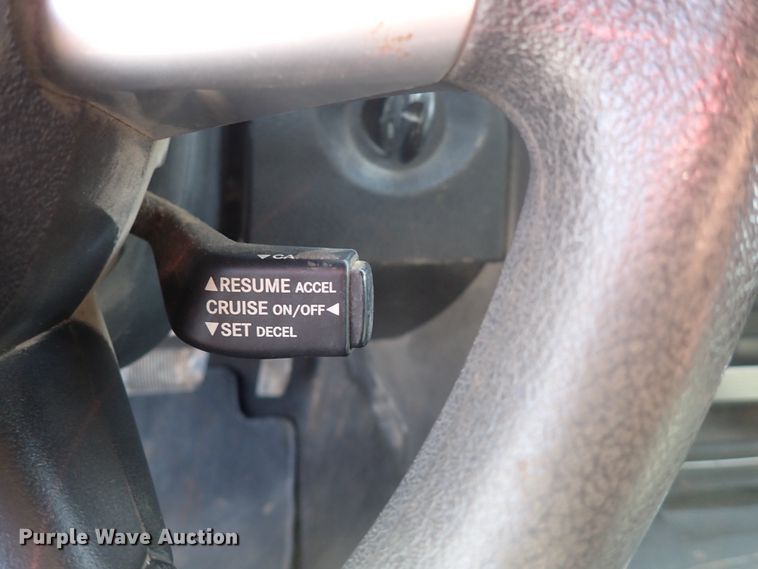 ▲RESUME ACCEL
CRUISE ON/OFF◄
▼SET DECEL
Purple Wave Auction